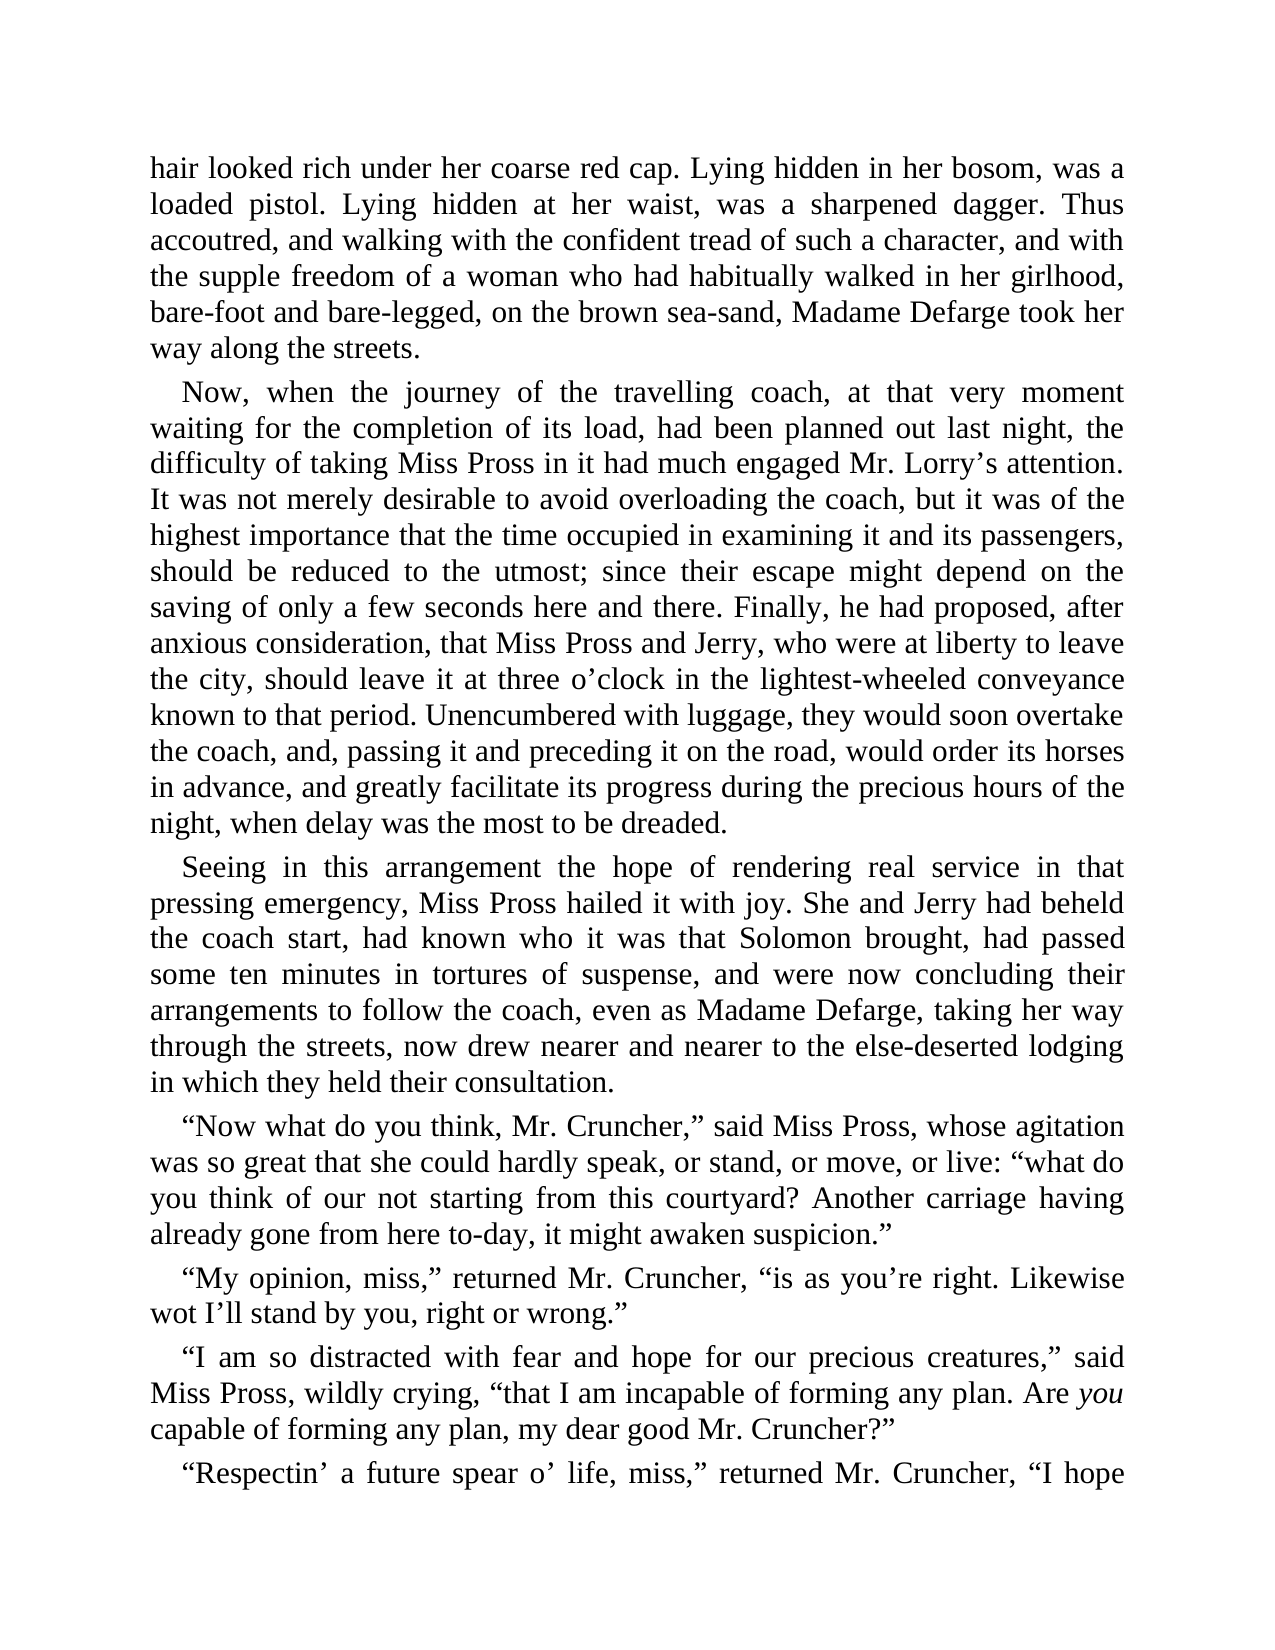 hair looked rich under her coarse red cap. Lying hidden in her bosom, was a
loaded pistol. Lying hidden at her waist, was a sharpened dagger. Thus
accoutred, and walking with the confident tread of such a character, and with
the supple freedom of a woman who had habitually walked in her girlhood,
bare-foot and bare-legged, on the brown sea-sand, Madame Defarge took her
way along the streets.
Now, when the journey of the travelling coach, at that very moment
waiting for the completion of its load, had been planned out last night, the
difficulty of taking Miss Pross in it had much engaged Mr. Lorry’s attention.
It was not merely desirable to avoid overloading the coach, but it was of the
highest importance that the time occupied in examining it and its passengers,
should be reduced to the utmost; since their escape might depend on the
saving of only a few seconds here and there. Finally, he had proposed, after
anxious consideration, that Miss Pross and Jerry, who were at liberty to leave
the city, should leave it at three o’clock in the lightest-wheeled conveyance
known to that period. Unencumbered with luggage, they would soon overtake
the coach, and, passing it and preceding it on the road, would order its horses
in advance, and greatly facilitate its progress during the precious hours of the
night, when delay was the most to be dreaded.
Seeing in this arrangement the hope of rendering real service in that
pressing emergency, Miss Pross hailed it with joy. She and Jerry had beheld
the coach start, had known who it was that Solomon brought, had passed
some ten minutes in tortures of suspense, and were now concluding their
arrangements to follow the coach, even as Madame Defarge, taking her way
through the streets, now drew nearer and nearer to the else-deserted lodging
in which they held their consultation.
“Now what do you think, Mr. Cruncher,” said Miss Pross, whose agitation
was so great that she could hardly speak, or stand, or move, or live: “what do
you think of our not starting from this courtyard? Another carriage having
already gone from here to-day, it might awaken suspicion.”
“My opinion, miss,” returned Mr. Cruncher, “is as you’re right. Likewise
wot I’ll stand by you, right or wrong.”
“I am so distracted with fear and hope for our precious creatures,” said
Miss Pross, wildly crying, “that I am incapable of forming any plan. Are you
capable of forming any plan, my dear good Mr. Cruncher?”
“Respectin’ a future spear o’ life, miss,” returned Mr. Cruncher, “I hope